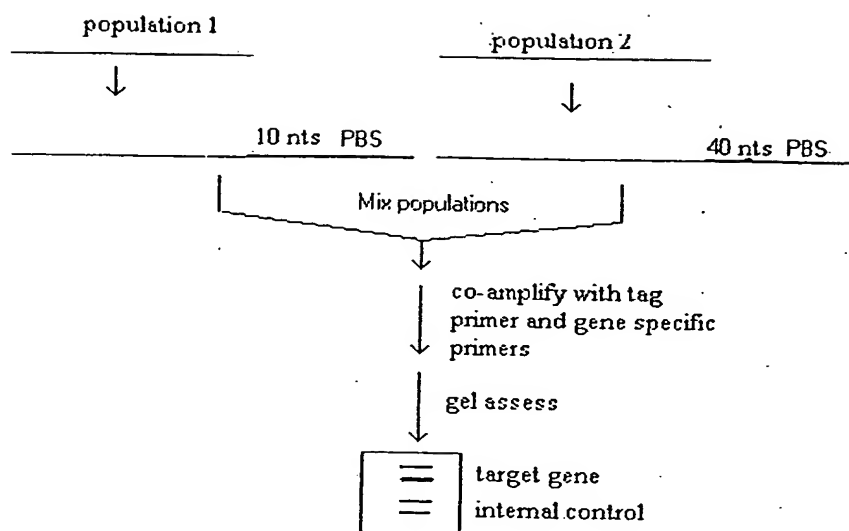 population 1
population 2
10 nts PBS
40 nts PBS
Mix populations
co-amplify with tag
primer and gene specific
primers
gel assess
target gene
internal control